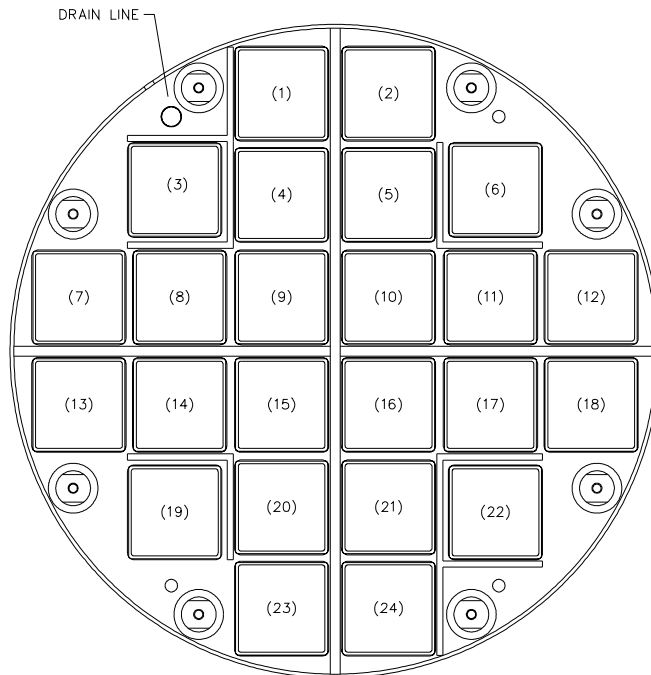 DRAIN LINE
(1) (2)
(3) (4) (5) (6)
(7) (8) (9) (10) (11) (12)
(13) (14) (15) (16) (17) (18)
(19) (20) (21) (22)
(23) (24)